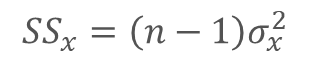 SSₓ = (n − 1)σₓ²